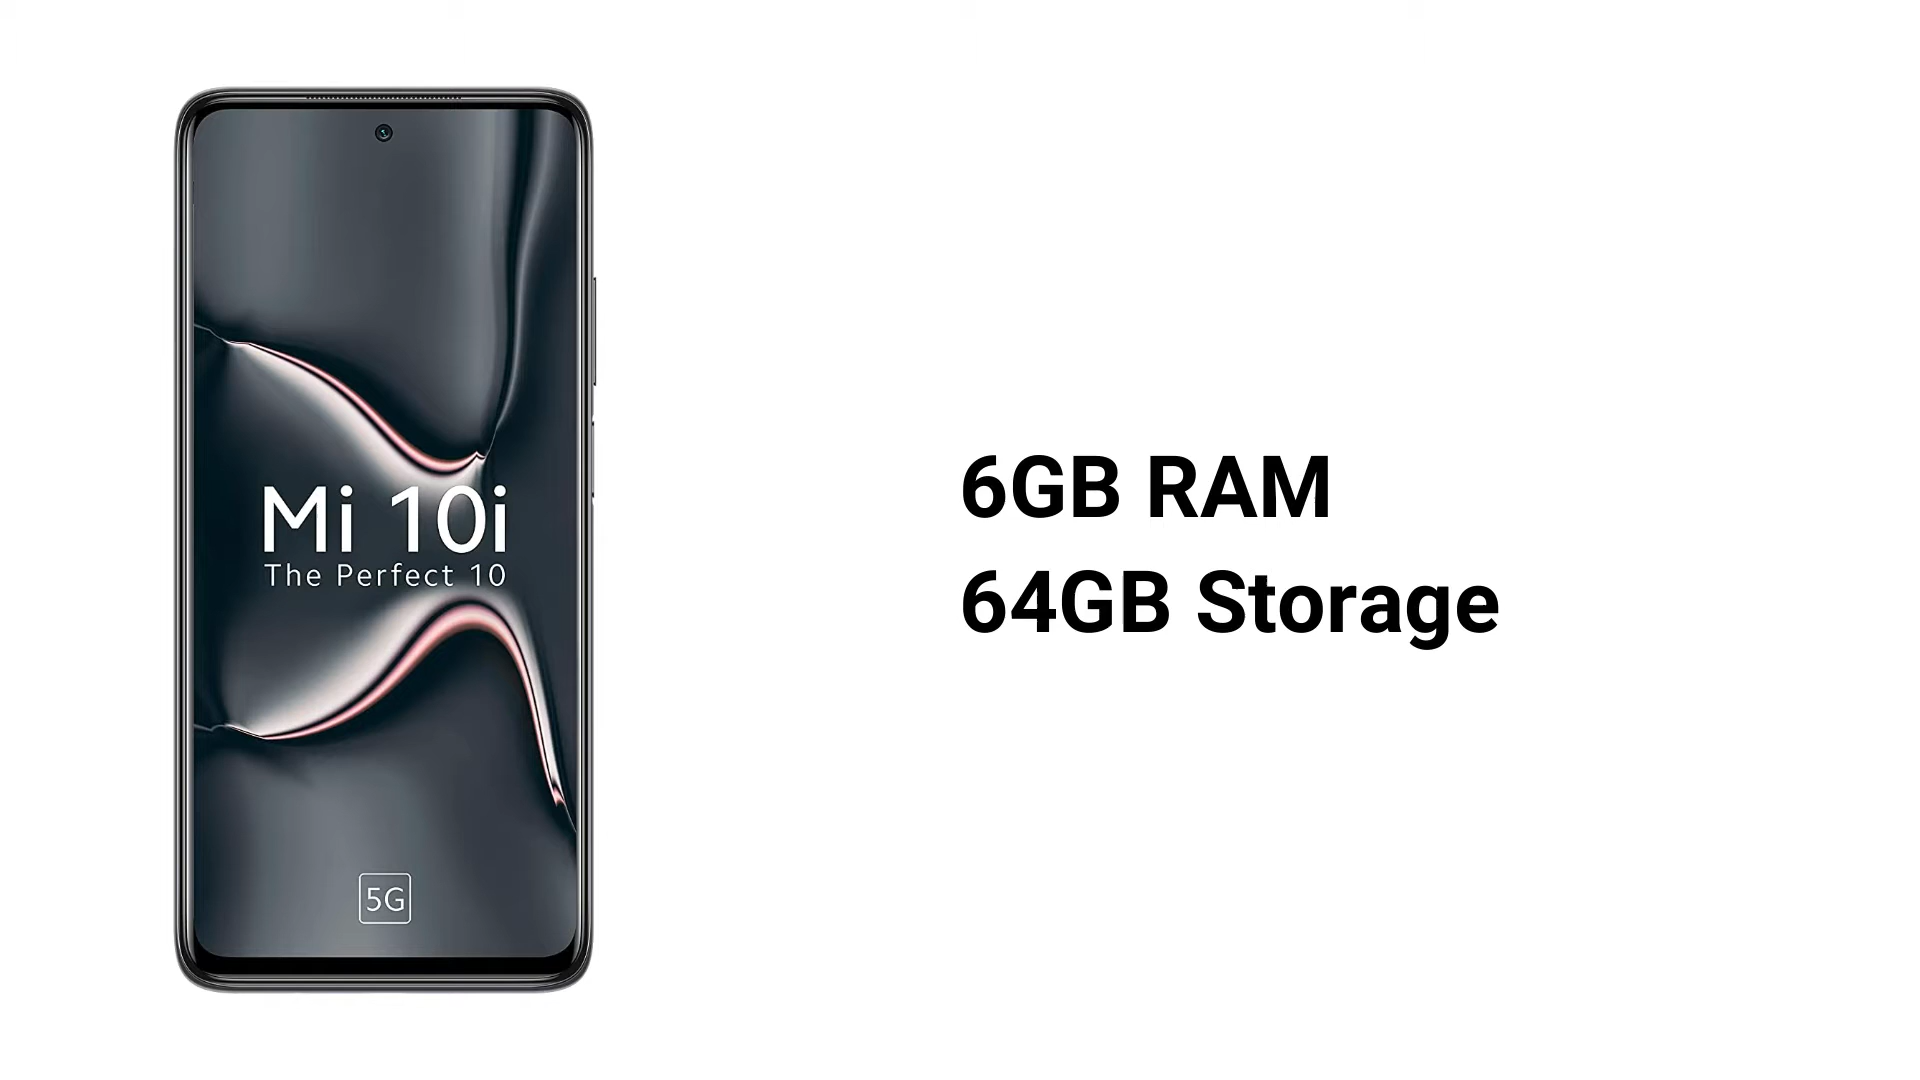 Mi 10i
The Perfect 10
5G
6GB RAM
64GB Storage